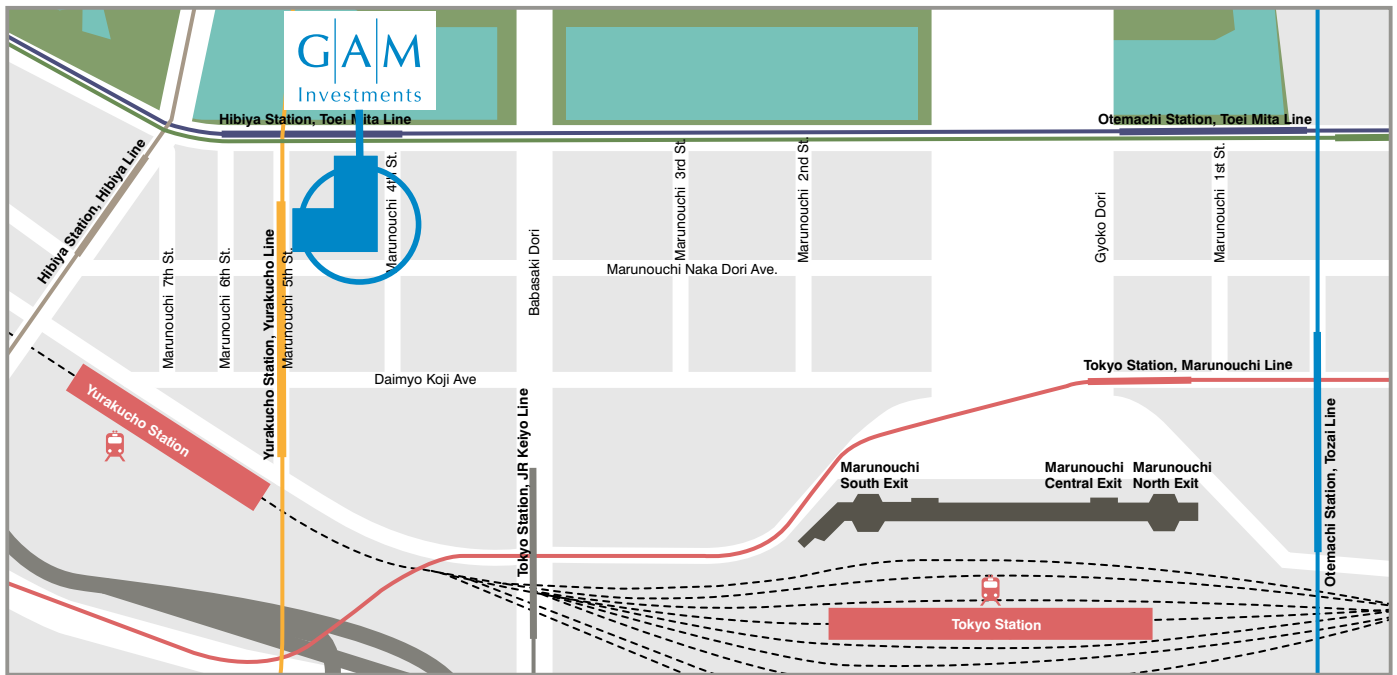 G|A|M
Investments
Hibiya Station, Toei Mita Line
Otemachi Station, Toei Mita Line
Hibiya Station, Hibiya Line
Marunouchi 7th St.
Marunouchi 6th St.
Yurakucho Station, Yurakucho Line
Marunouchi 5th St.
Marunouchi 4th St.
Babasaki Dori
Marunouchi 3rd St.
Marunouchi 2nd St.
Gyoko Dori
Marunouchi 1st St.
Marunouchi Naka Dori Ave.
Daimyo Koji Ave
Tokyo Station, Marunouchi Line
Yurakucho Station
Tokyo Station, JR Keiyo Line
Marunouchi
South Exit
Marunouchi
Central Exit
Marunouchi
North Exit
Otemachi Station, Tozai Line
Tokyo Station